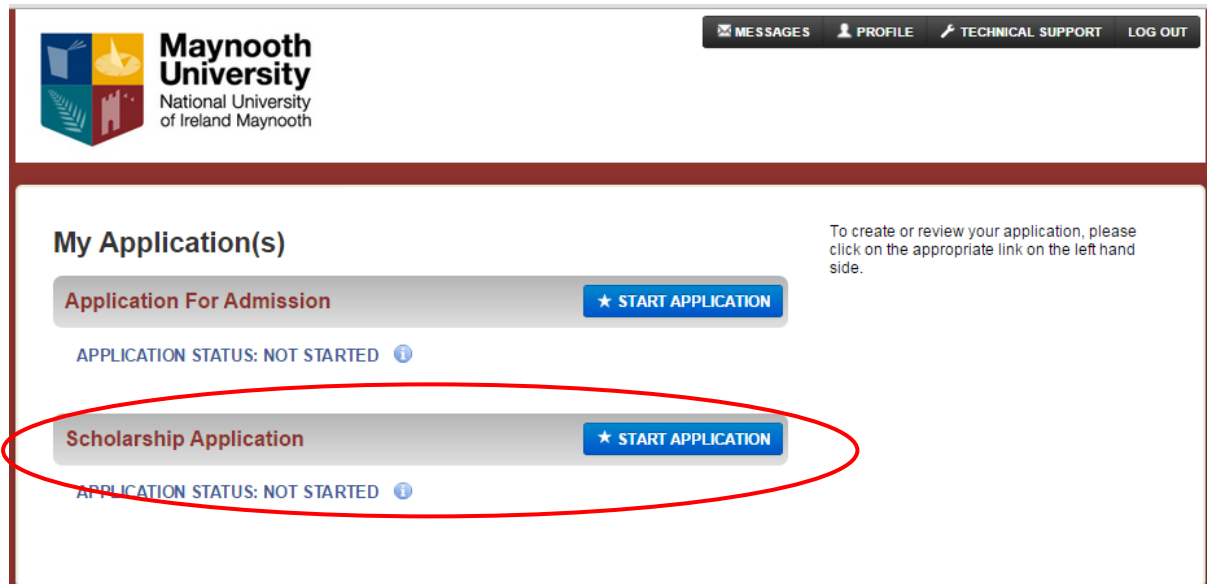 Maynooth
University
National University
of Ireland Maynooth
MESSAGES PROFILE TECHNICAL SUPPORT LOG OUT
My Application(s)
Application For Admission START APPLICATION
APPLICATION STATUS: NOT STARTED
Scholarship Application START APPLICATION
APPLICATION STATUS: NOT STARTED
To create or review your application, please
click on the appropriate link on the left hand
side.